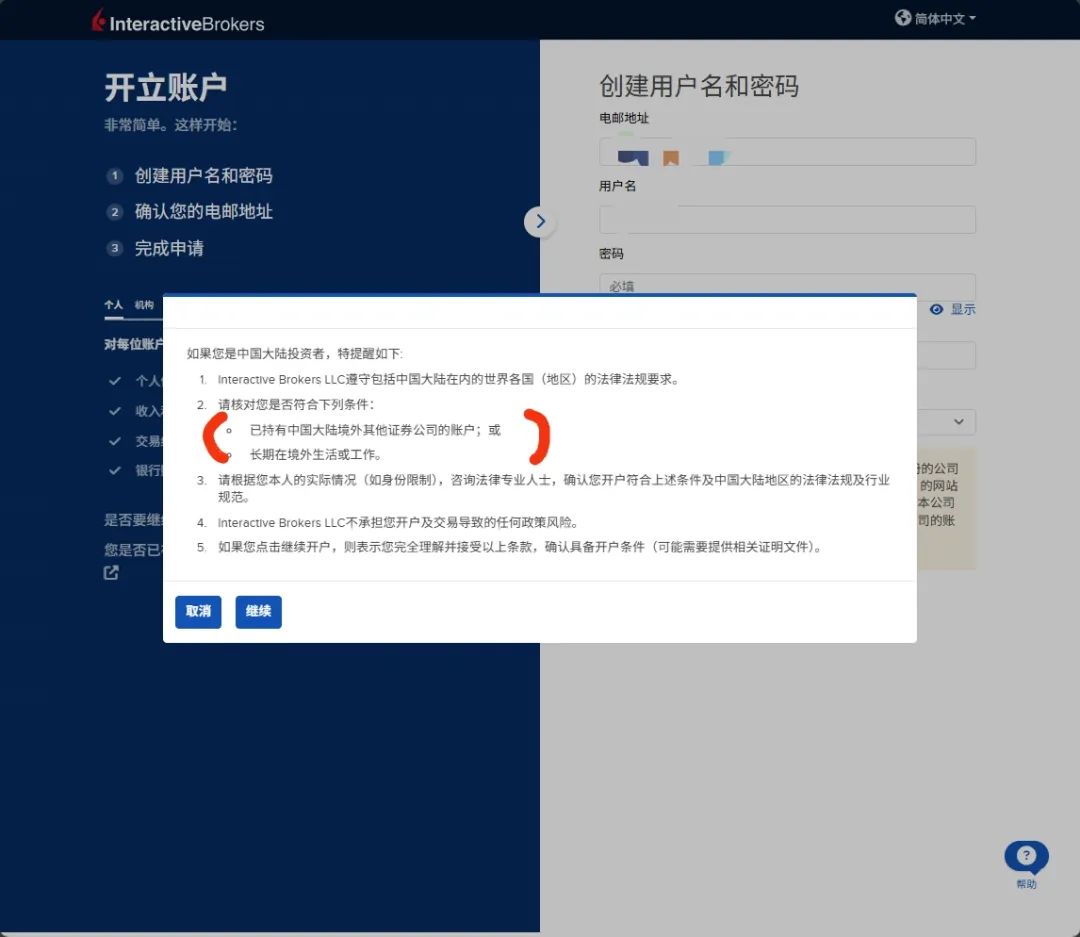 InteractiveBrokers
简体中文
开立账户
非常简单。这样开始：
1 创建用户名和密码
2 确认您的电邮地址
3 完成申请
个人 机构
对每位账户
个人
收入
交易
银行
是否要继
您是否已
创建用户名和密码
电邮地址
用户名
密码
必填
显示
的公司
的网站
本公司
司的账
如果您是中国大陆投资者，特提醒如下:
1. Interactive Brokers LLC遵守包括中国大陆在内的世界各国（地区）的法律法规要求。
2. 请核对您是否符合下列条件：
已持有中国大陆境外其他证券公司的账户；或
长期在境外生活或工作。
3. 请根据您本人的实际情况（如身份限制），咨询法律专业人士，确认您开户符合上述条件及中国大陆地区的法律法规及行业
规范。
4. Interactive Brokers LLC不承担您开户及交易导致的任何政策风险。
5. 如果您点击继续开户，则表示您完全理解并接受以上条款，确认具备开户条件（可能需要提供相关证明文件）。
取消 继续
?
帮助